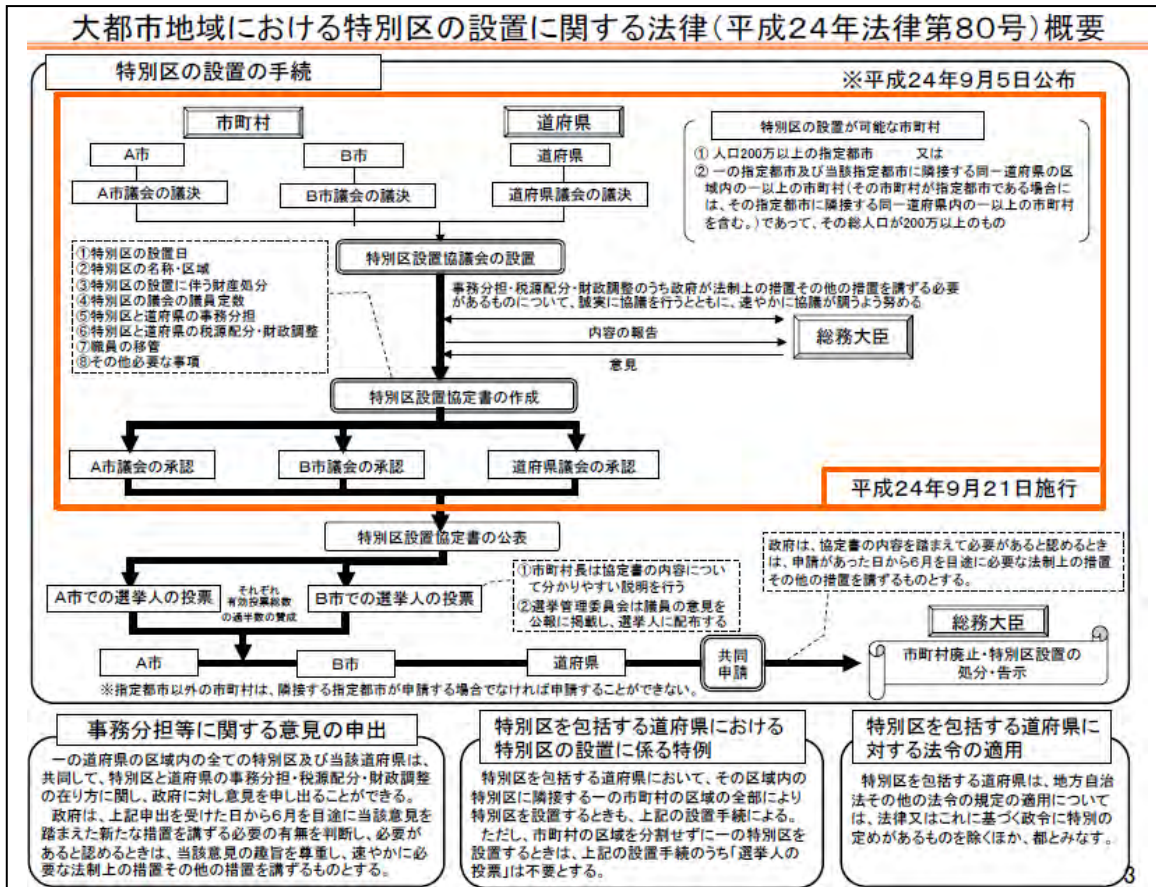 大都市地域における特別区の設置に関する法律(平成24年法律第80号)概要
特別区の設置の手続
※平成24年9月5日公布
市町村
道府県
A市
B市
道府県
A市議会の議決
B市議会の議決
道府県議会の議決
特別区の設置が可能な市町村
① 人口200万以上の指定都市 又は
② 一の指定都市及び当該指定都市に隣接する同一道府県の区
域内の一以上の市町村(その市町村が指定都市である場合に
は、その指定都市に隣接する同一道府県内の一以上の市町村
を含む。)であって、その総人口が200万以上のもの
特別区設置協議会の設置
①特別区の設置日
②特別区の名称・区域
③特別区の設置に伴う財産処分
④特別区の議会の議員定数
⑤特別区と道府県の事務分担
⑥特別区と道府県の税源配分・財政調整
⑦職員の移管
⑧その他必要な事項
事務分担・税源配分・財政調整のうち政府が法制上の措置その他の措置を講ずる必要
があるものについて、誠実に協議を行うとともに、速やかに協議が調うよう努める
内容の報告
意見
総務大臣
特別区設置協定書の作成
A市議会の承認
B市議会の承認
道府県議会の承認
平成24年9月21日施行
特別区設置協定書の公表
A市での選挙人の投票
それぞれ
有効投票総数
の過半数の賛成
B市での選挙人の投票
①市町村長は協定書の内容につい
て分かりやすい説明を行う
②選挙管理委員会は議員の意見を
公報に掲載し、選挙人に配布する
政府は、協定書の内容を踏まえて必要があると認めるとき
は、申請があった日から6月を目途に必要な法制上の措置
その他の措置を講ずるものとする。
A市
B市
道府県
共同
申請
総務大臣
市町村廃止・特別区設置の
処分・告示
※指定都市以外の市町村は、隣接する指定都市が申請する場合でなければ申請することができない。
事務分担等に関する意見の申出
一の道府県の区域内の全ての特別区及び当該道府県は、
共同して、特別区と道府県の事務分担・税源配分・財政調整
の在り方に関し、政府に対し意見を申し出ることができる。
政府は、上記申出を受けた日から6月を目途に当該意見を
踏まえた新たな措置を講ずる必要の有無を判断し、必要が
あると認めるときは、当該意見の趣旨を尊重し、速やかに必
要な法制上の措置その他の措置を講ずるものとする。
特別区を包括する道府県における
特別区の設置に係る特例
特別区を包括する道府県において、その区域内の
特別区に隣接する一の市町村の区域の全部により
特別区を設置するときも、上記の設置手続による。
ただし、市町村の区域を分割せずに一の特別区を
設置するときは、上記の設置手続のうち「選挙人の
投票」は不要とする。
特別区を包括する道府県に
対する法令の適用
特別区を包括する道府県は、地方自治
法その他の法令の規定の適用について
は、法律又はこれに基づく政令に特別の
定めがあるものを除くほか、都とみなす。
3